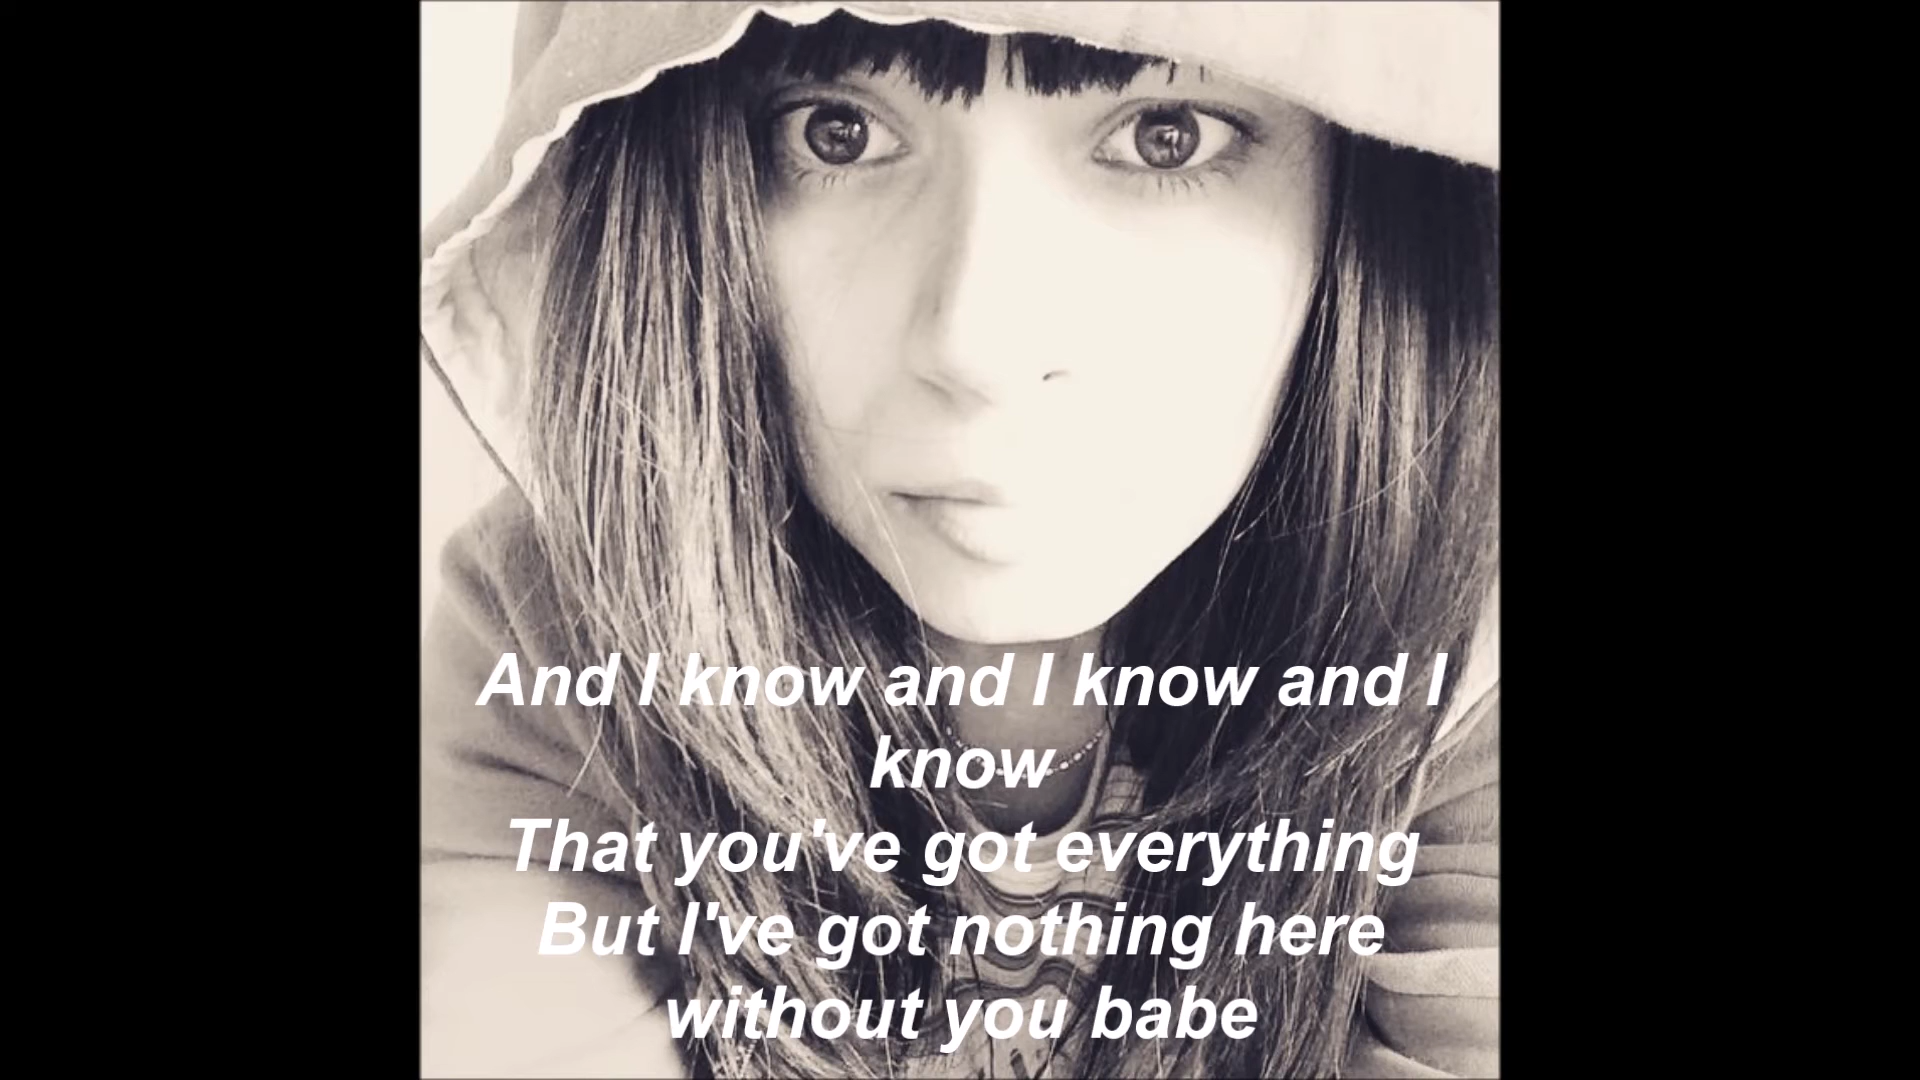 And I know and I know and I
know
That you've got everything
But I've got nothing here
without you babe